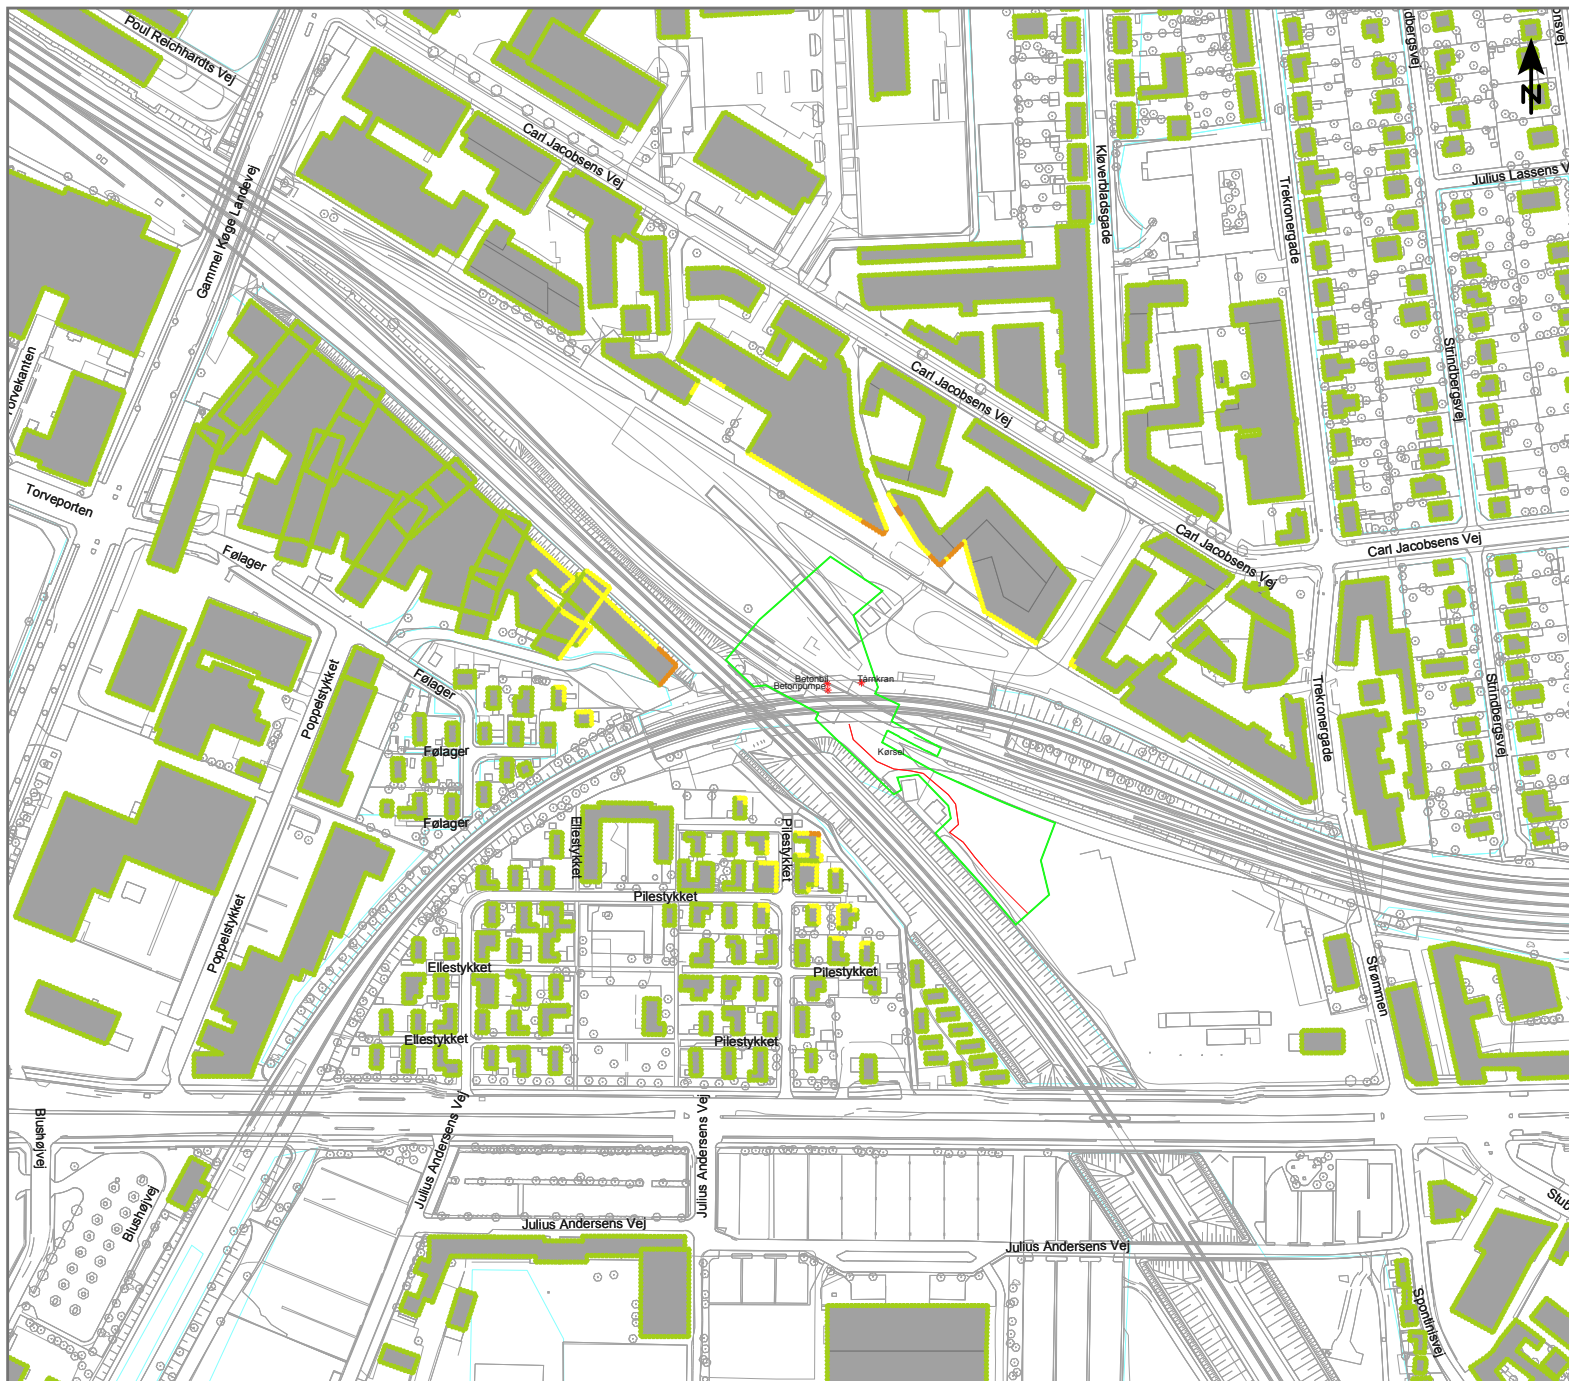 Poul Reichhardts Vej
Carl Jacobsens Vej
Gammel Køge Landevej
Kløverbladsgade
Trekronergade
Julius Lassens V
N
Torvekanten
Torveporten
Carl Jacobsens Vej
Strindbergsvej
Carl Jacobsens Vej
Carl Jacobsens Vej
Følager
Følager
Poppelstykket
Betonbil
Betonpumpe
Tårnkran
Kørsel
Følager
Følager
Trekronergade
Strindbergsvej
Ellestykket
Pilestykket
Pilestykket
Poppelstykket
Ellestykket
Pilestykket
Strømmen
Ellestykket
Pilestykket
Blushøjvej
Julius Andersens Vej
Julius Andersens Vej
Blushøjvej
Julius Andersens Vej
Julius Andersens Vej
Stub
Spontinisvej